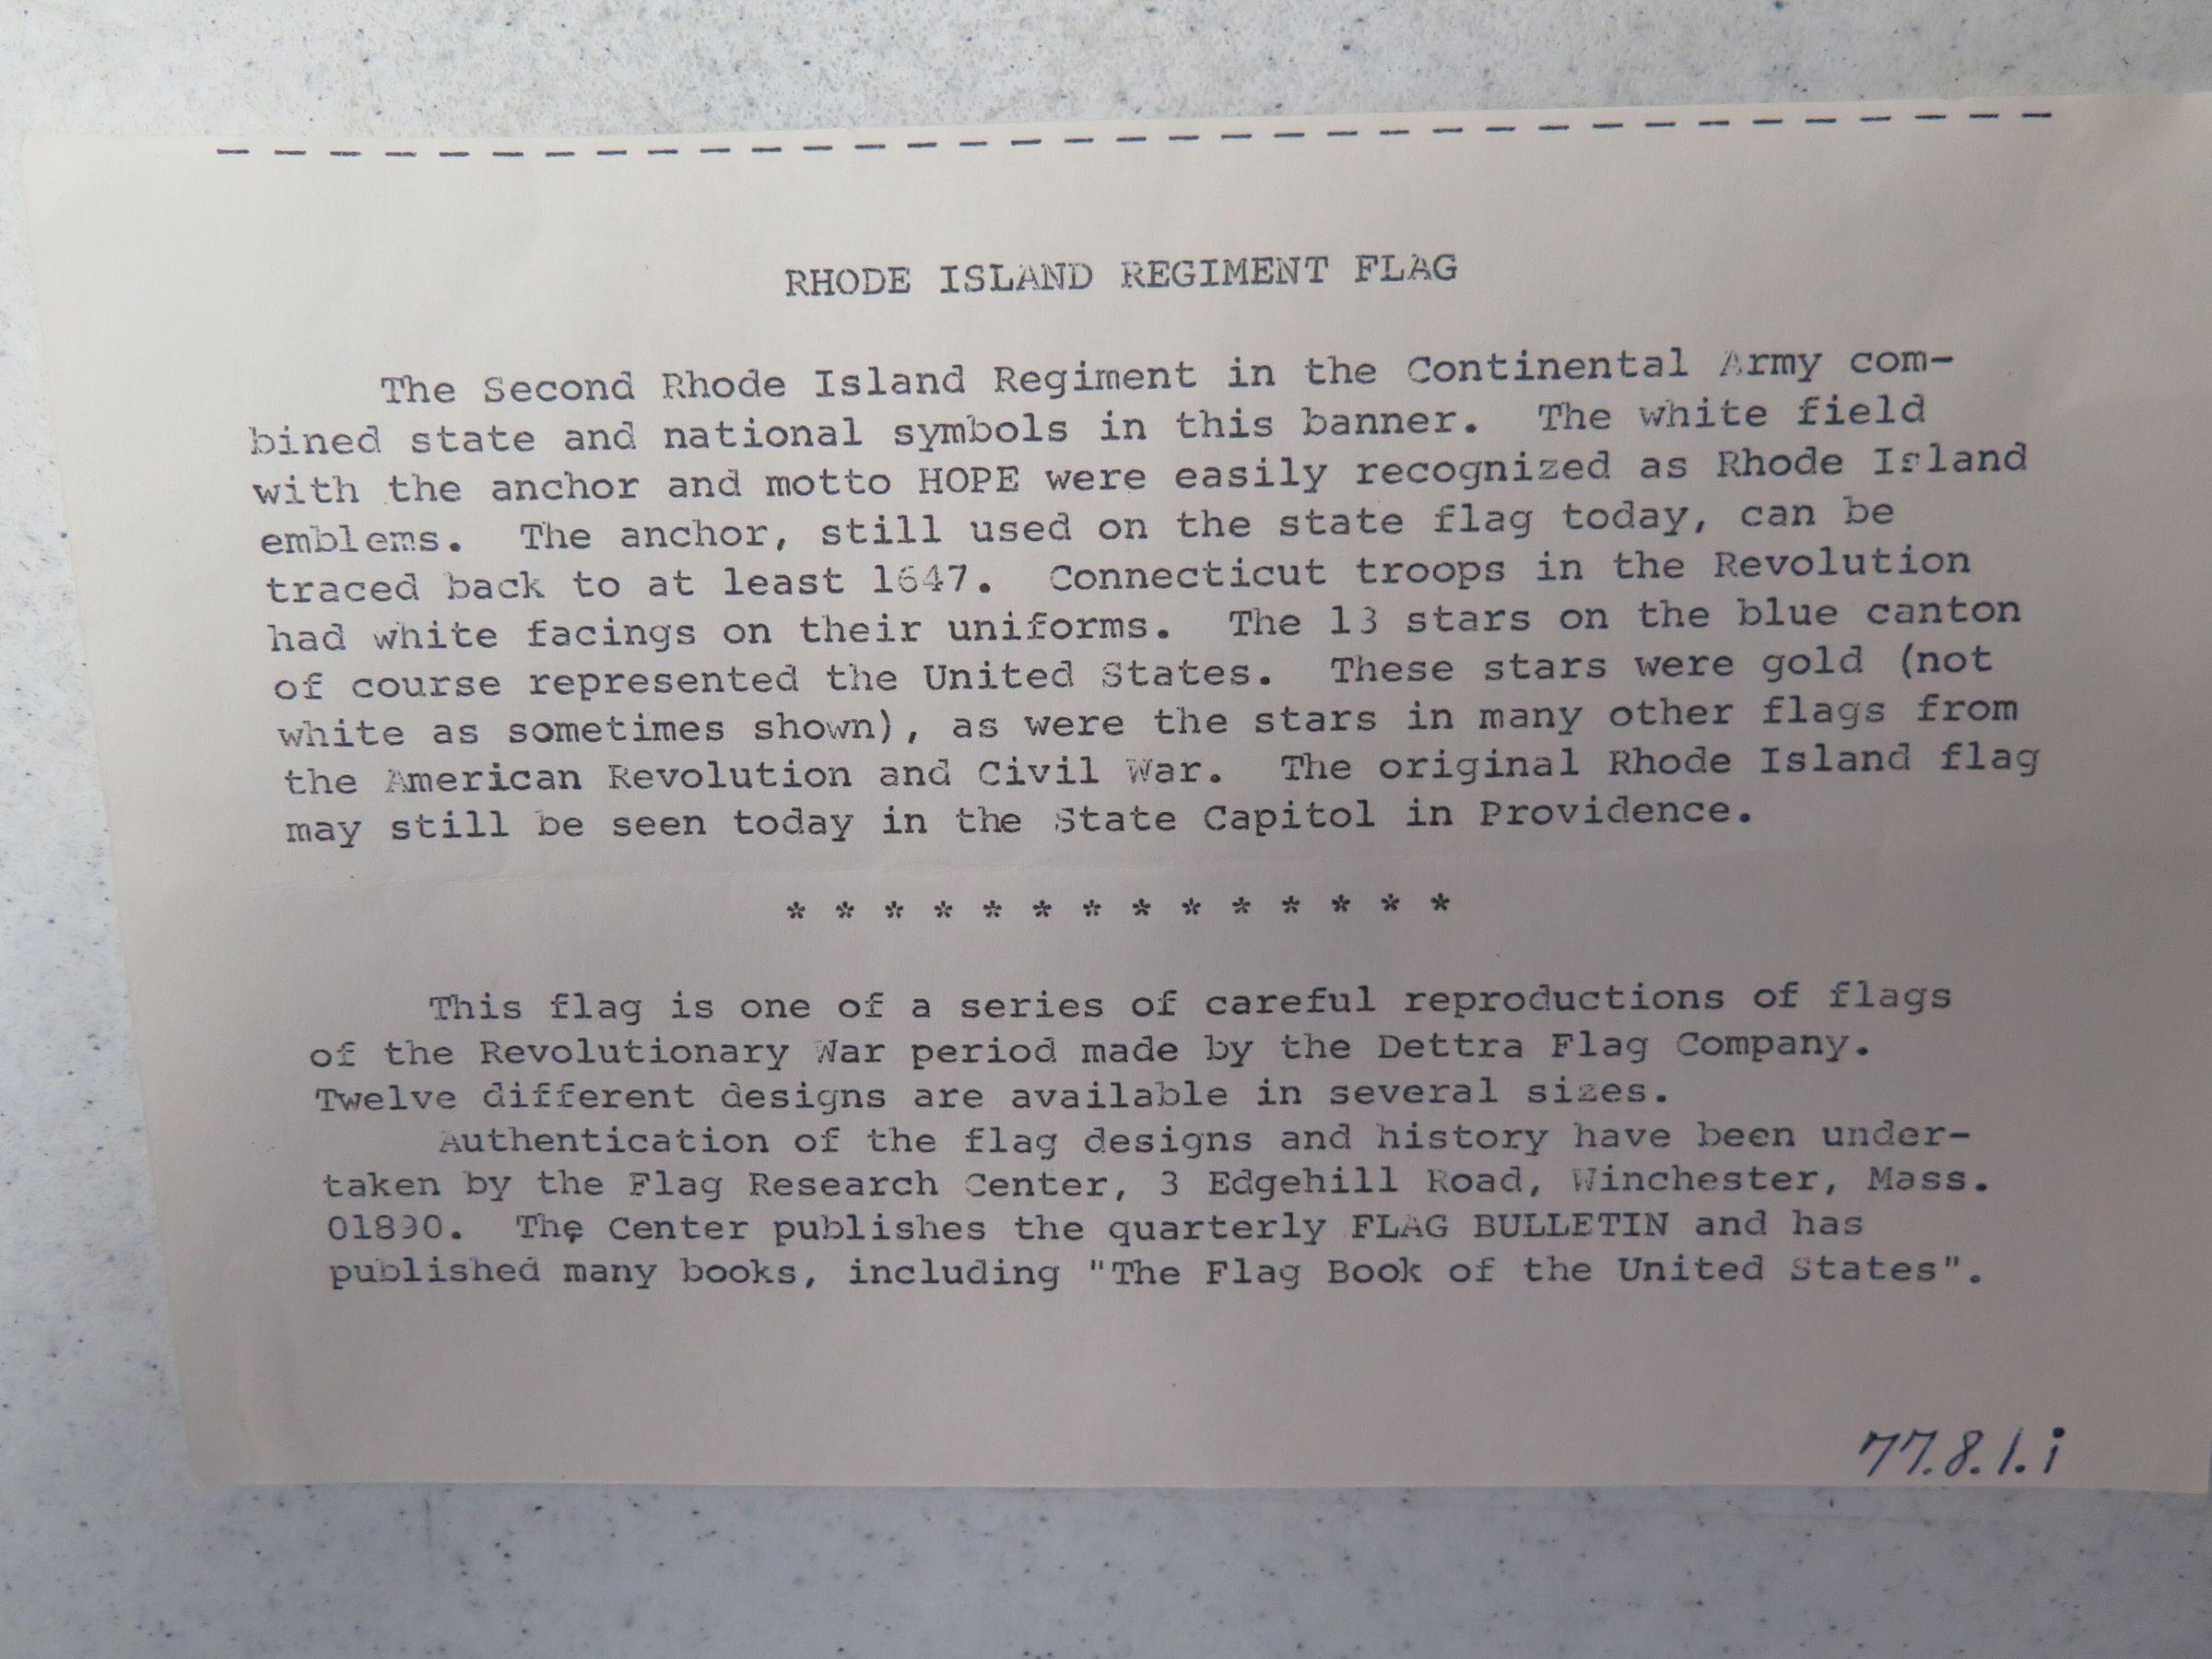 RHODE ISLAND REGIMENT FLAG
The Second Rhode Island Regiment in the Continental Army com-
bined state and national symbols in this banner. The white field
with the anchor and motto HOPE were easily recognized as Rhode Island
emblems. The anchor, still used on the state flag today, can be
traced back to at least 1647. Connecticut troops in the Revolution
had white facings on their uniforms. The 13 stars on the blue canton
of course represented the United States. These stars were gold (not
white as sometimes shown), as were the stars in many other flags from
the American Revolution and Civil War. The original Rhode Island flag
may still be seen today in the State Capitol in Providence.
* * * * * * * * * * * * * *
This flag is one of a series of careful reproductions of flags
of the Revolutionary War period made by the Dettra Flag Company.
Twelve different designs are available in several sizes.
Authentication of the flag designs and history have been under-
taken by the Flag Research Center, 3 Edgehill Road, Winchester, Mass.
01890. The Center publishes the quarterly FLAG BULLETIN and has
published many books, including "The Flag Book of the United States".
77.8.1.i